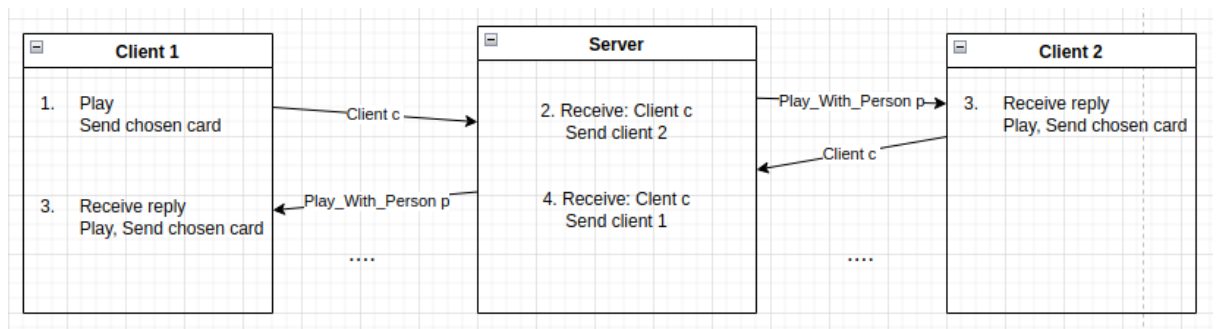 Client 1
1. Play
Send chosen card
3. Receive reply
Play, Send chosen card
Client c
Play_With_Person p
....
Server
2. Receive: Client c
Send client 2
4. Receive: Clent c
Send client 1
Play_With_Person p
Client c
....
Client 2
3. Receive reply
Play, Send chosen card